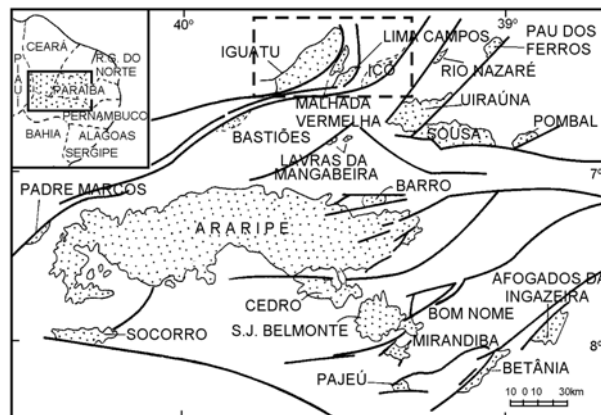 40
39
CEARÁ
R.G. DO
NORTE
PIAUÍ
PARAÍBA
PERNAMBUCO
BAHIA
ALAGOAS
SERGIPE
IGUATU
LIMA CAMPOS
PAU DOS
FERROS
ICÓ
RIO NAZARÉ
MALHADA
VERMELHA
UIRAÚNA
BASTIÕES
SOUSA
POMBAL
LAVRAS DA
MANGABEIRA
7
PADRE MARCOS
BARRO
ARARIPE
AFOGADOS DA
INGAZEIRA
CEDRO
BOM NOME
S.J. BELMONTE
SOCORRO
MIRANDIBA
8
PAJEÚ
BETÂNIA
10 0 10 30km